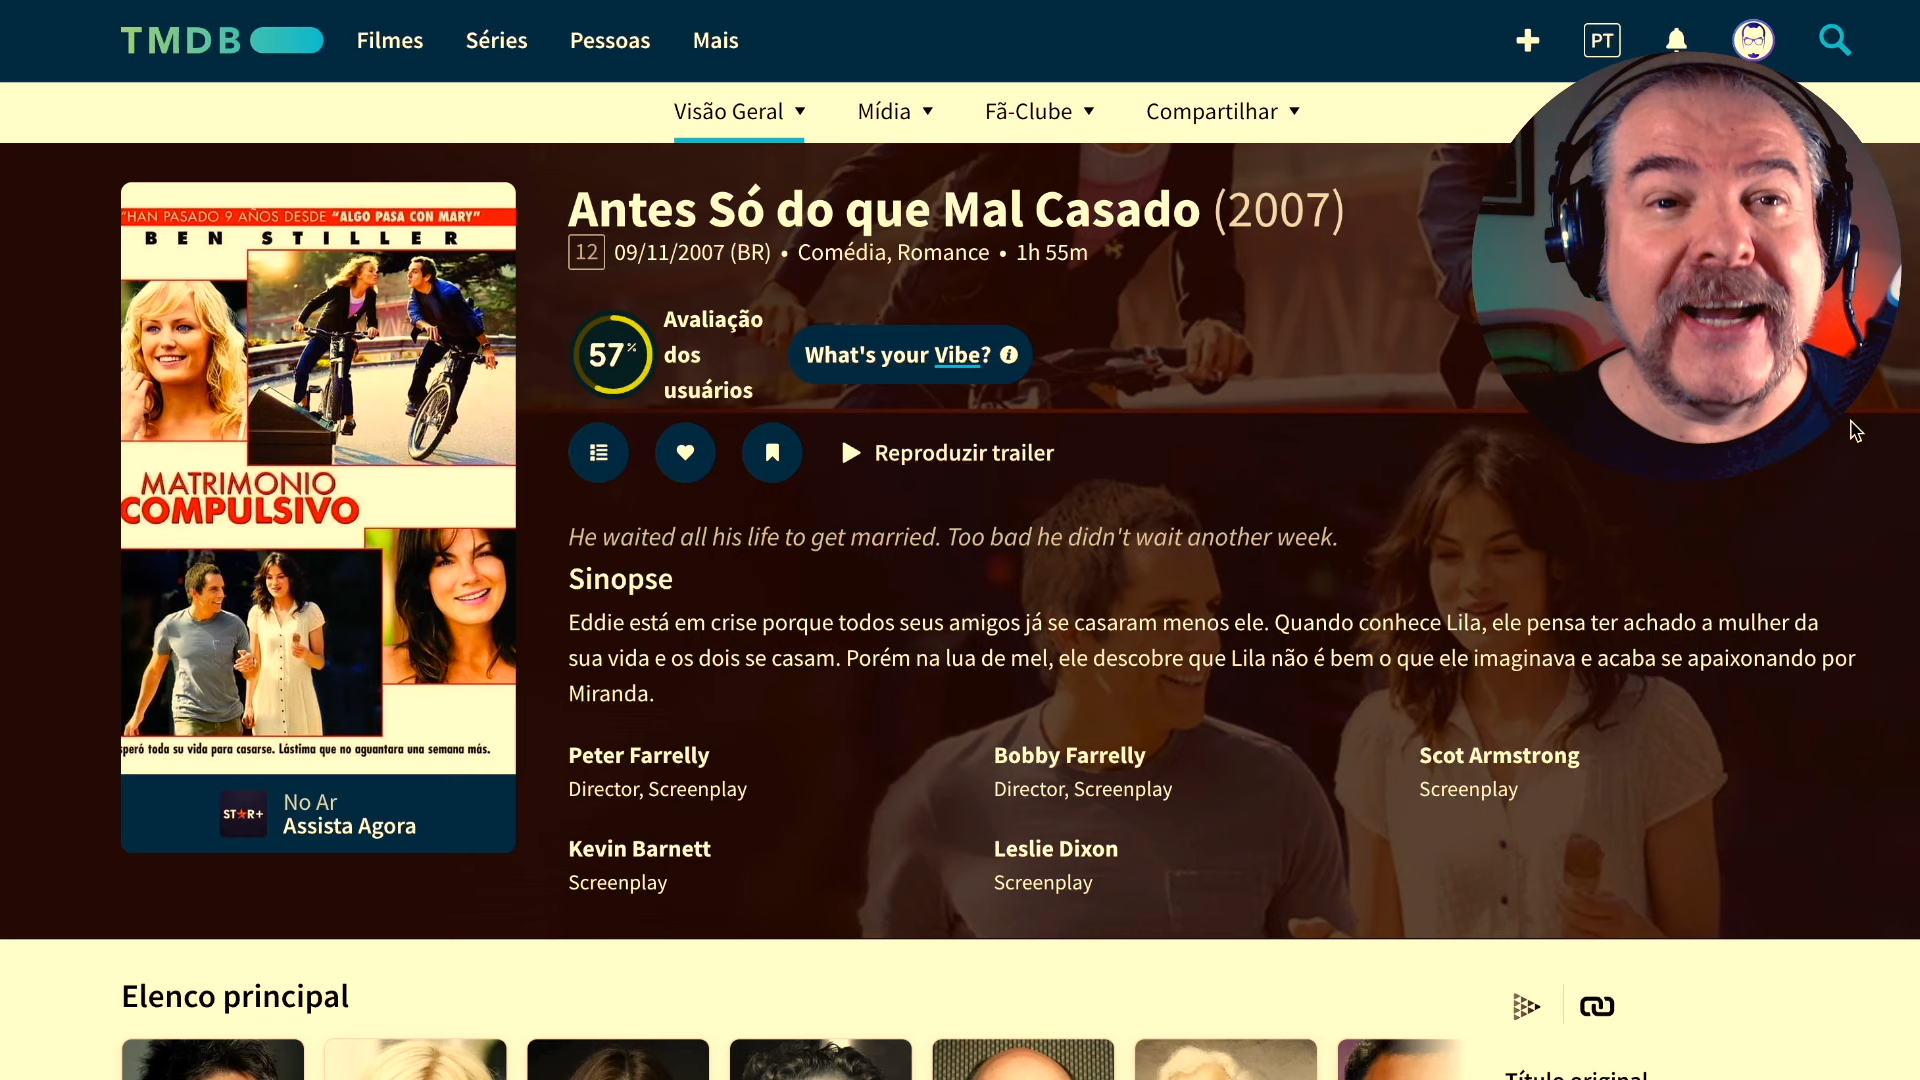 TMDB
Filmes
Séries
Pessoas
Mais
PT
Visão Geral
Mídia
Fã-Clube
Compartilhar
"HAN PASADO 9 AÑOS DESDE "ALGO PASA CON MARY"
BEN STILLER
MATRIMONIO
COMPULSIVO
peró toda su vida para casarse. Lástima que no aguantara una semana más.
STAR+
No Ar
Assista Agora
Antes Só do que Mal Casado (2007)
12 09/11/2007 (BR) • Comédia, Romance • 1h 55m
57%
Avaliação
dos
usuários
What's your Vibe?
Reproduzir trailer
He waited all his life to get married. Too bad he didn't wait another week.
Sinopse
Eddie está em crise porque todos seus amigos já se casaram menos ele. Quando conhece Lila, ele pensa ter achado a mulher da
sua vida e os dois se casam. Porém na lua de mel, ele descobre que Lila não é bem o que ele imaginava e acaba se apaixonando por
Miranda.
Peter Farrelly
Director, Screenplay
Bobby Farrelly
Director, Screenplay
Scot Armstrong
Screenplay
Kevin Barnett
Screenplay
Leslie Dixon
Screenplay
Elenco principal
Título original